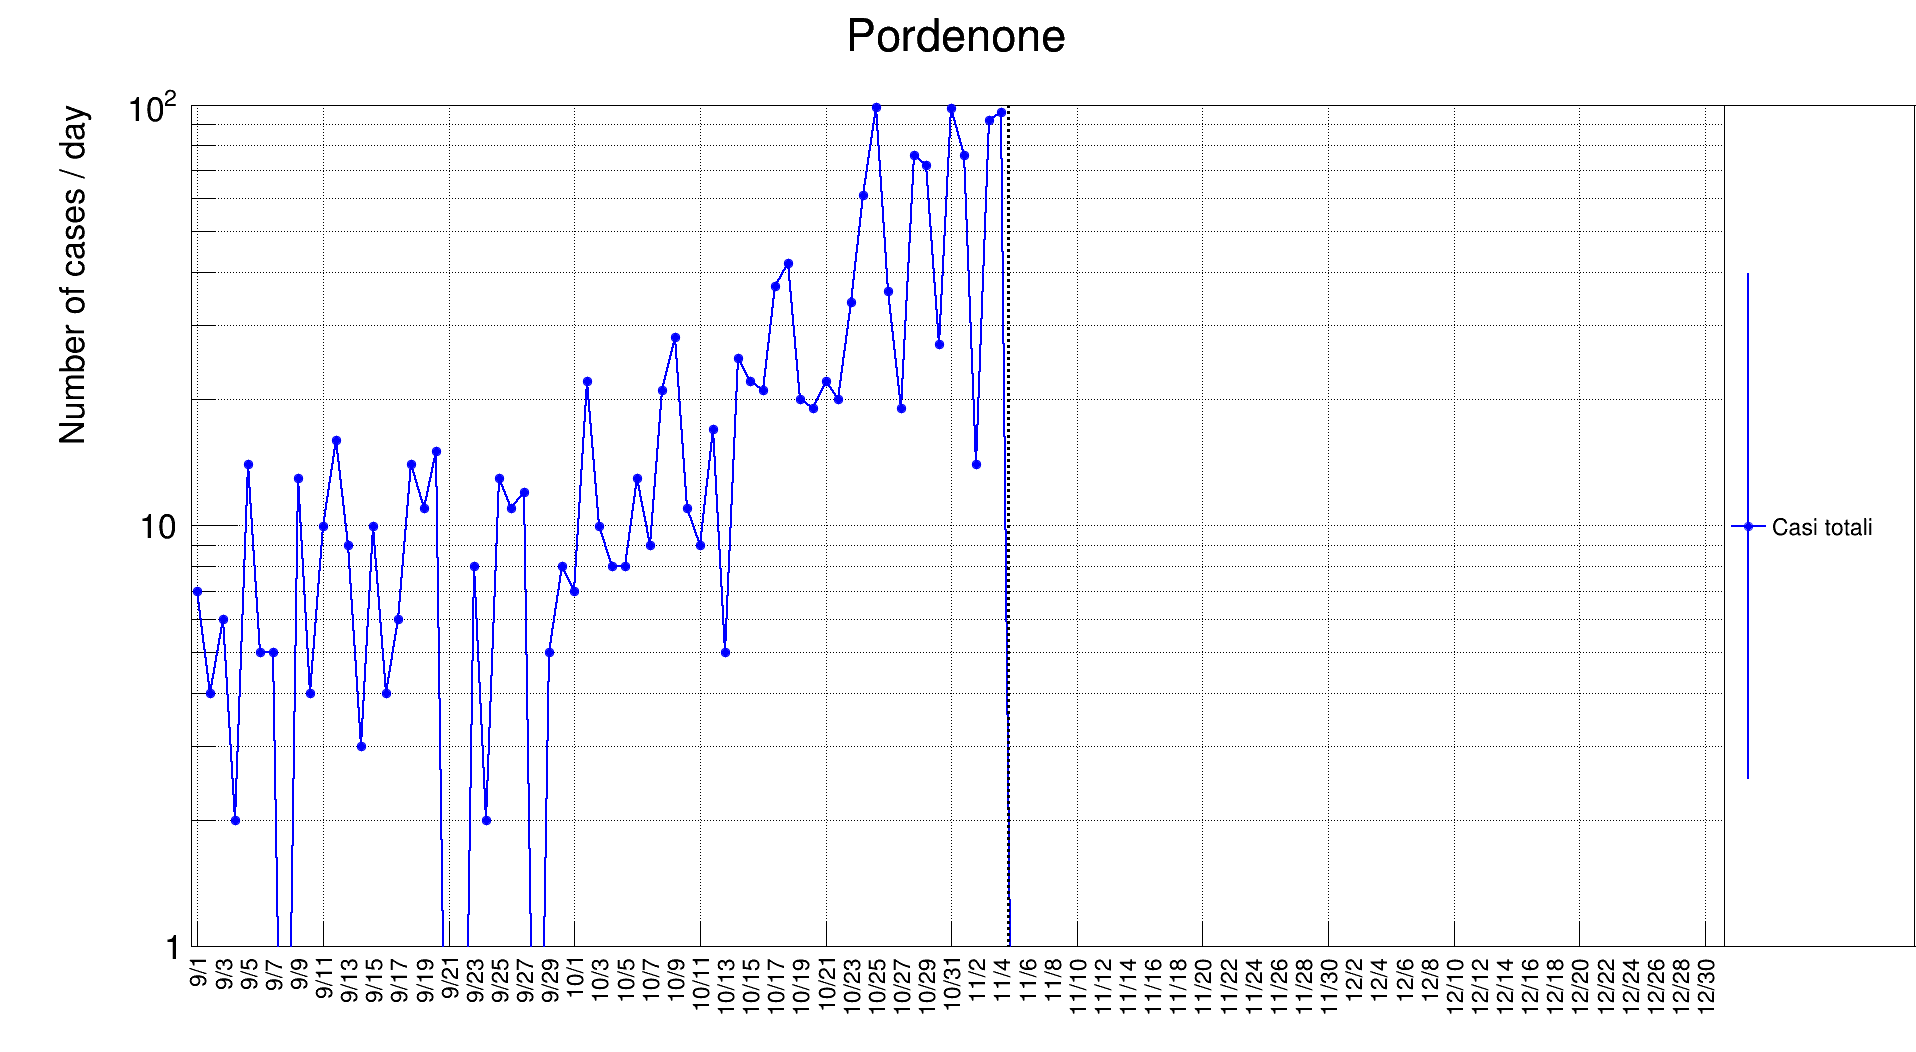 Pordenone
Number of cases / day
10²
10
1
9/1 9/3 9/5 9/7 9/9 9/11 9/13 9/15 9/17 9/19 9/21 9/23 9/25 9/27 9/29 10/1 10/3 10/5 10/7 10/9 10/11 10/13 10/15 10/17 10/19 10/21 10/23 10/25 10/27 10/29 10/31 11/2 11/4 11/6 11/8 11/10 11/12 11/14 11/16 11/18 11/20 11/22 11/24 11/26 11/28 11/30 12/2 12/4 12/6 12/8 12/10 12/12 12/14 12/16 12/18 12/20 12/22 12/24 12/26 12/28 12/30
Casi totali